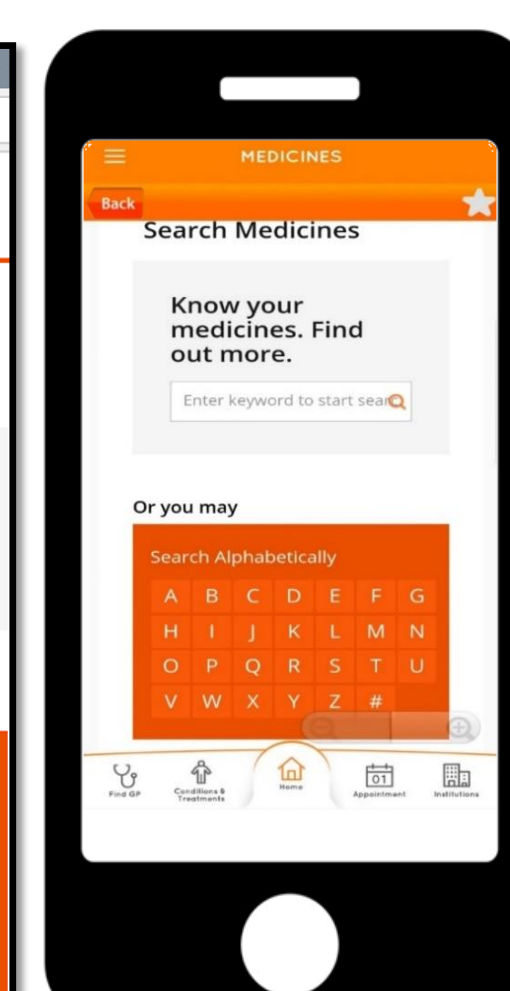 MEDICINES
Back
Search Medicines
Know your
medicines. Find
out more.
Enter keyword to start sear
Or you may
Search Alphabetically
A B C D E F G
H I J K L M N
O P Q R S T U
V W X Y Z #
Find GP
Conditions &
Treatments
Home
01
Appointment
Institutions